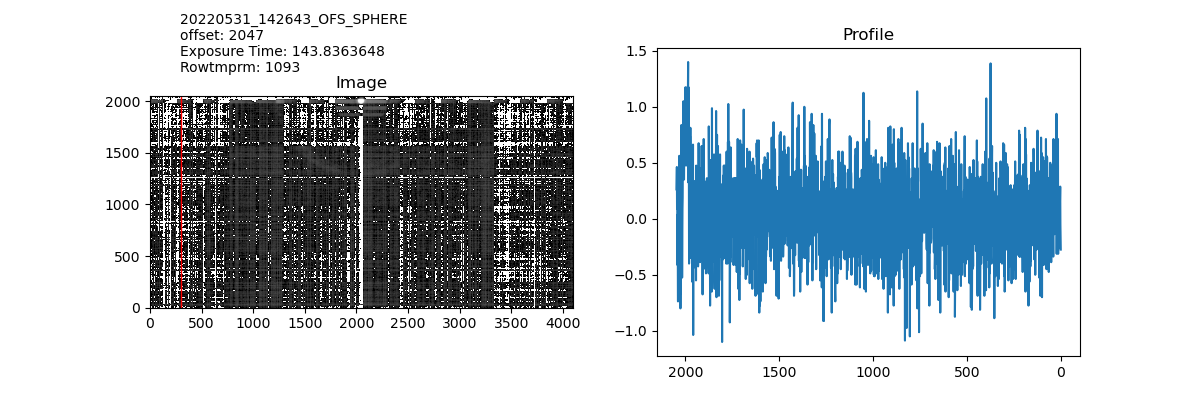 20220531_142643_OFS_SPHERE
offset: 2047
Exposure Time: 143.8363648
Rowtmprm: 1093
Image
2000
1500
1000
500
0
0 500 1000 1500 2000 2500 3000 3500 4000
Profile
1.5
1.0
0.5
0.0
−0.5
−1.0
2000 1500 1000 500 0